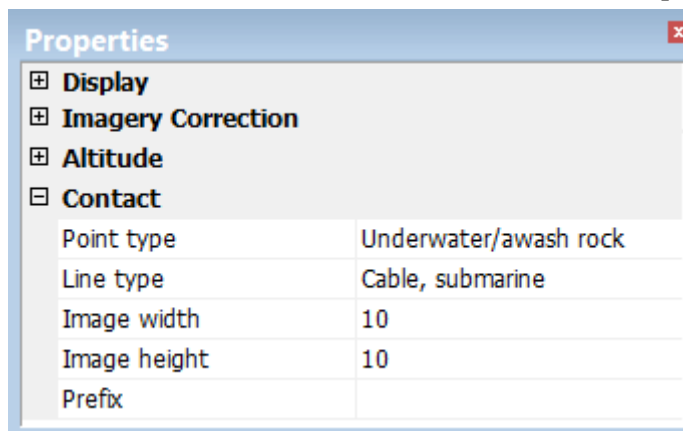 Properties
Display
Imagery Correction
Altitude
Contact
Point type Underwater/awash rock
Line type Cable, submarine
Image width 10
Image height 10
Prefix